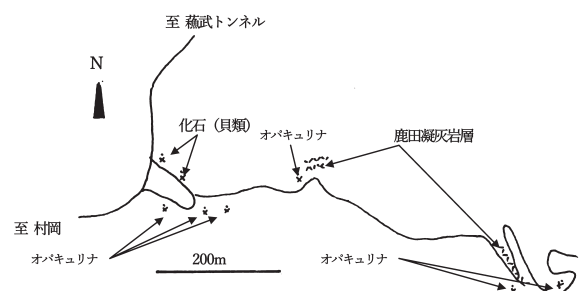 至 蘓武トンネル
N
化石（貝類）
オパキュリナ
鹿田凝灰岩層
至 村岡
オパキュリナ
200m
オパキュリナ